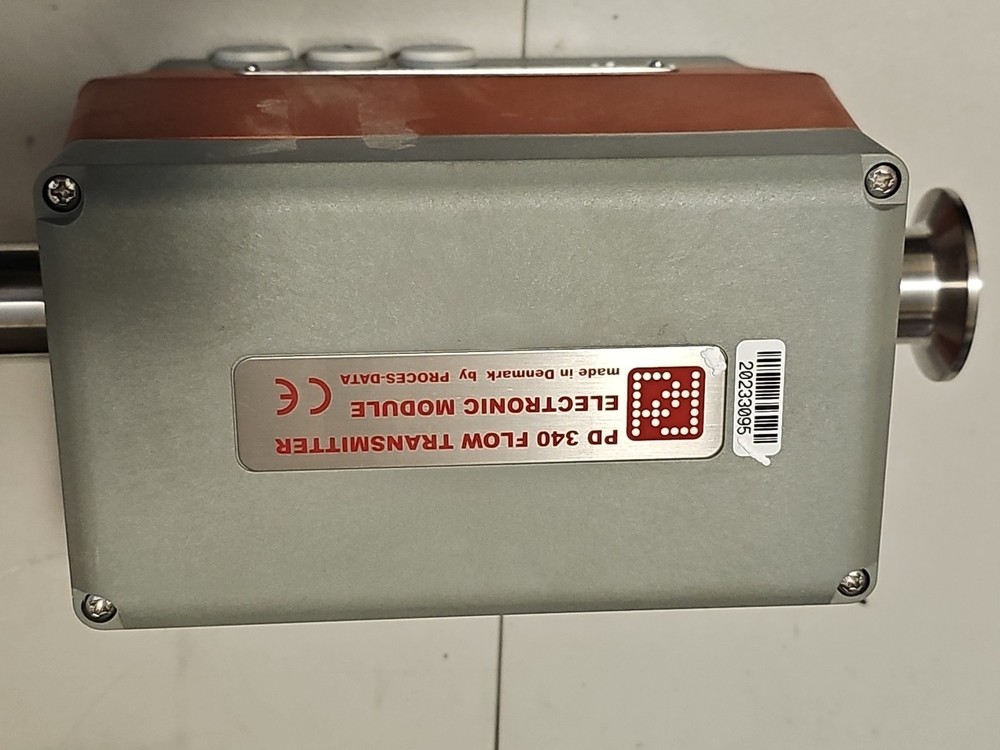 PD 340 FLOW TRANSMITTER
ELECTRONIC MODULE
made in Denmark by PROCES-DATA
CE
20233095